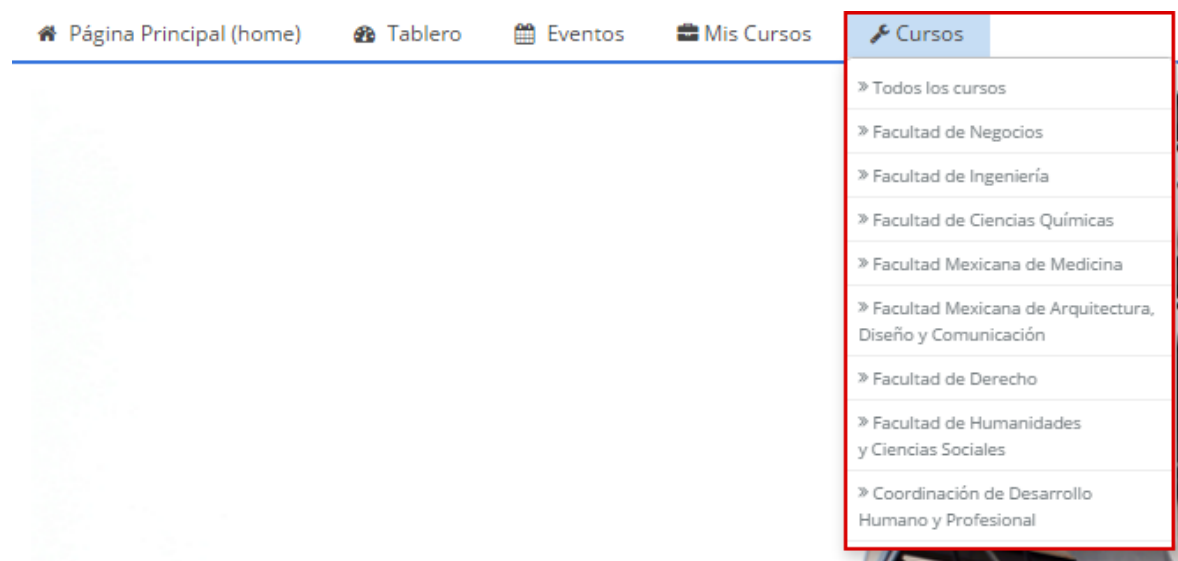 Página Principal (home) Tablero Eventos Mis Cursos Cursos
» Todos los cursos
» Facultad de Negocios
» Facultad de Ingeniería
» Facultad de Ciencias Químicas
» Facultad Mexicana de Medicina
» Facultad Mexicana de Arquitectura,
Diseño y Comunicación
» Facultad de Derecho
» Facultad de Humanidades
y Ciencias Sociales
» Coordinación de Desarrollo
Humano y Profesional